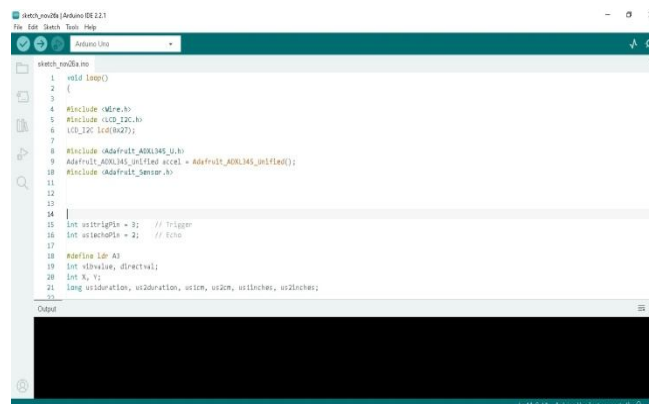 sketch_nov26a | Arduino IDE 2.2.1
File Edit Sketch Tools Help
Arduino Uno
sketch_nov26a.ino
1 void loop()
2 {
3
4 #include <Wire.h>
5 #include <LCD_I2C.h>
6 LCD_I2C lcd(0x27);
7
8 #include <Adafruit_ADXL345_U.h>
9 Adafruit_ADXL345_Unified accel = Adafruit_ADXL345_Unified();
10 #include <Adafruit_Sensor.h>
11
12
13
14
15 int us1trigPin = 3; // Trigger
16 int us1echoPin = 2; // Echo
17
18 #define ldr A3
19 int vibvalue, directval;
20 int X, Y;
21 long us1duration, us2duration, us1cm, us2cm, us1inches, us2inches;
22
Output